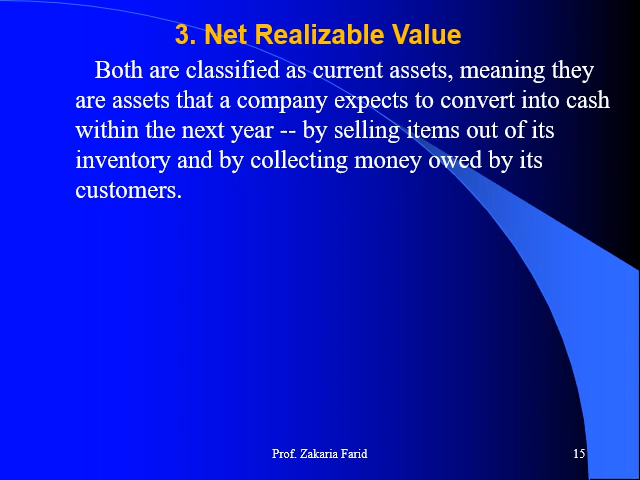 3. Net Realizable Value
Both are classified as current assets, meaning they
are assets that a company expects to convert into cash
within the next year -- by selling items out of its
inventory and by collecting money owed by its
customers.
Prof. Zakaria Farid
15